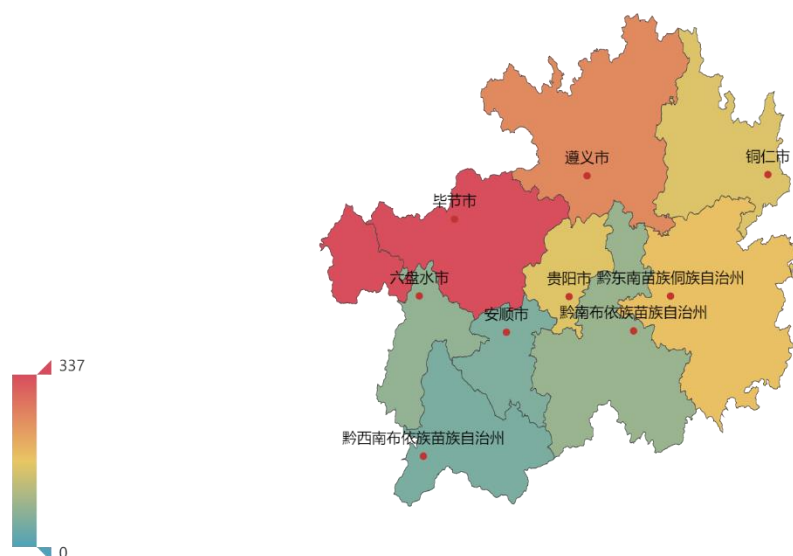 遵义市
铜仁市
毕节市
六盘水市
贵阳市
黔东南苗族侗族自治州
安顺市
黔南布依族苗族自治州
337
黔西南布依族苗族自治州
0